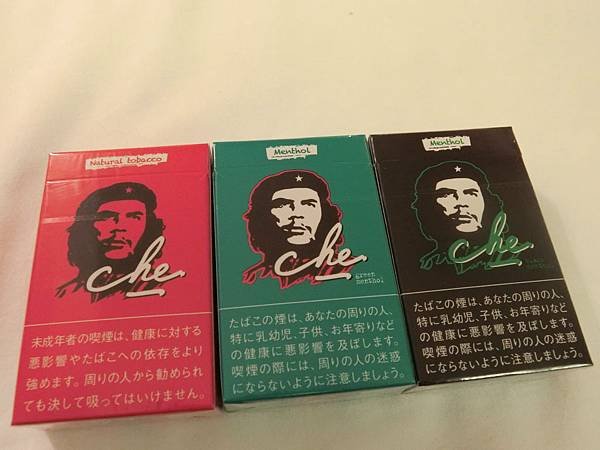 Natural tobacco
che
未成年者の喫煙は、健康に対する
悪影響やたばこへの依存をより
強めます。周りの人から勧められ
ても決して吸ってはいけません。
Menthol
che
green
menthol
たばこの煙は、あなたの周りの人、
特に乳幼児、子供、お年寄りなど
の健康に悪影響を及ぼします。
喫煙の際には、周りの人の迷惑
にならないように注意しましょう。
Menthol
che
たばこの煙は、あなたの周りの人、
特に乳幼児、子供、お年寄りなど
の健康に悪影響を及ぼします。
喫煙の際には、周りの人の迷惑
にならないように注意しましょう。